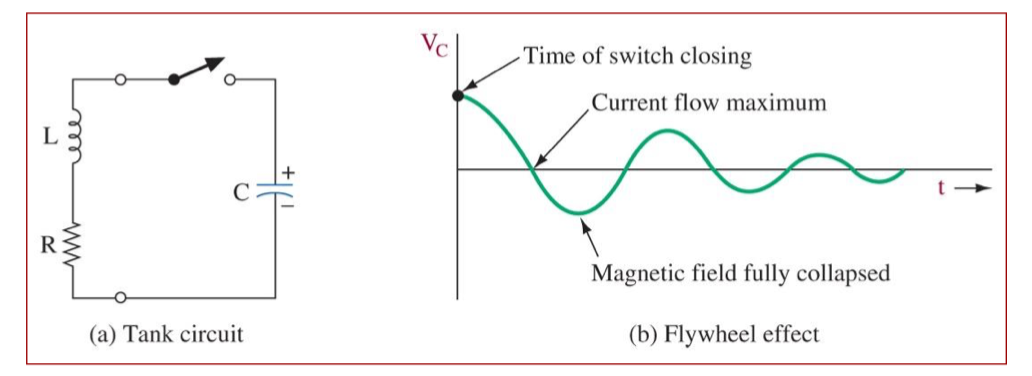 L
R
C
+
−
(a) Tank circuit
VC
Time of switch closing
Current flow maximum
t
Magnetic field fully collapsed
(b) Flywheel effect